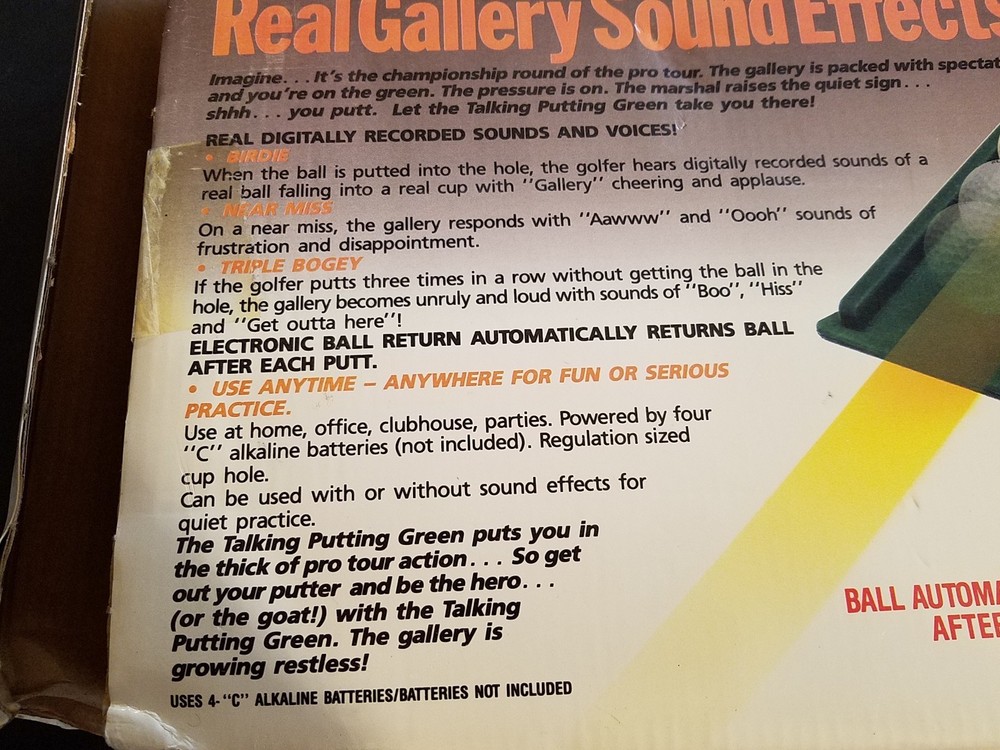 Real Gallery Sound Effects
Imagine. . . It's the championship round of the pro tour. The gallery is packed with
and you're on the green. The pressure is on. The marshal raises the quiet sign. . .
shhh. . . you putt. Let the Talking Putting Green take you there!
REAL DIGITALLY RECORDED SOUNDS AND VOICES!
• BIRDIE
When the ball is putted into the hole, the golfer hears digitally recorded sounds of a
real ball falling into a real cup with "Gallery" cheering and applause.
• NEAR MISS
On a near miss, the gallery responds with "Aawww" and "Oooh" sounds of
frustration and disappointment.
• TRIPLE BOGEY
If the golfer putts three times in a row without getting the ball in the
hole, the gallery becomes unruly and loud with sounds of "Boo", "Hiss"
and "Get outta here"!
ELECTRONIC BALL RETURN AUTOMATICALLY RETURNS BALL
AFTER EACH PUTT.
• USE ANYTIME – ANYWHERE FOR FUN OR SERIOUS
PRACTICE.
Use at home, office, clubhouse, parties. Powered by four
"C" alkaline batteries (not included). Regulation sized
cup hole.
Can be used with or without sound effects for
quiet practice.
The Talking Putting Green puts you in
the thick of pro tour action. . . So get
out your putter and be the hero. . .
(or the goat!) with the Talking
Putting Green. The gallery is
growing restless!
USES 4-"C" ALKALINE BATTERIES/BATTERIES NOT INCLUDED
BALL